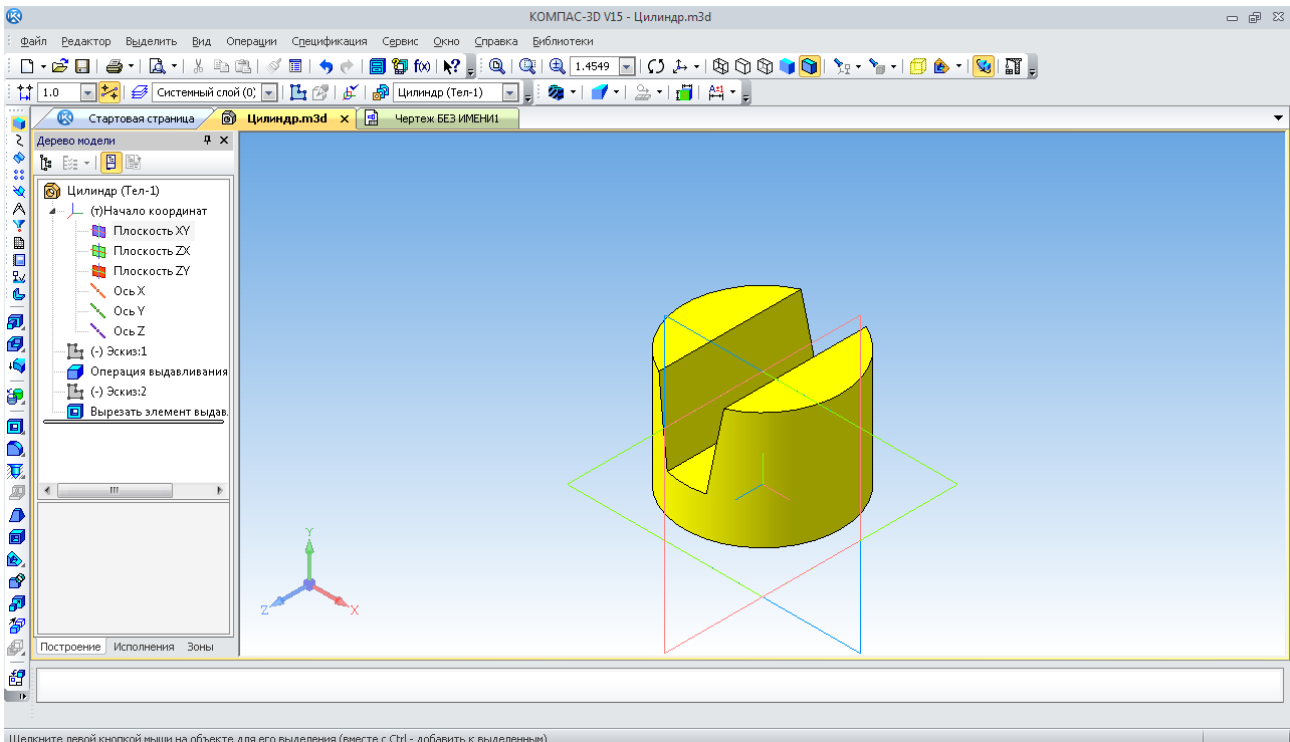 КОМПАС-3D V15 - Цилиндр.m3d
Файл Редактор Выделить Вид Операции Спецификация Сервис Окно Справка Библиотеки
f(x) 1.4549
1.0 Системный слой (0; Цилиндр (Тел-1)
Стартовая страница Цилиндр.m3d Чертеж БЕЗ ИМЕНИ1
Дерево модели
Цилиндр (Тел-1)
(т)Начало координат
Плоскость XY
Плоскость ZX
Плоскость ZY
Ось X
Ось Y
Ось Z
(-) Эскиз:1
Операция выдавливания
(-) Эскиз:2
Вырезать элемент выдав.
Y
Z X
Построение Исполнения Зоны
Щелкните левой кнопкой мыши на объекте для его выделения (вместе с Ctrl - добавить к выделенным)